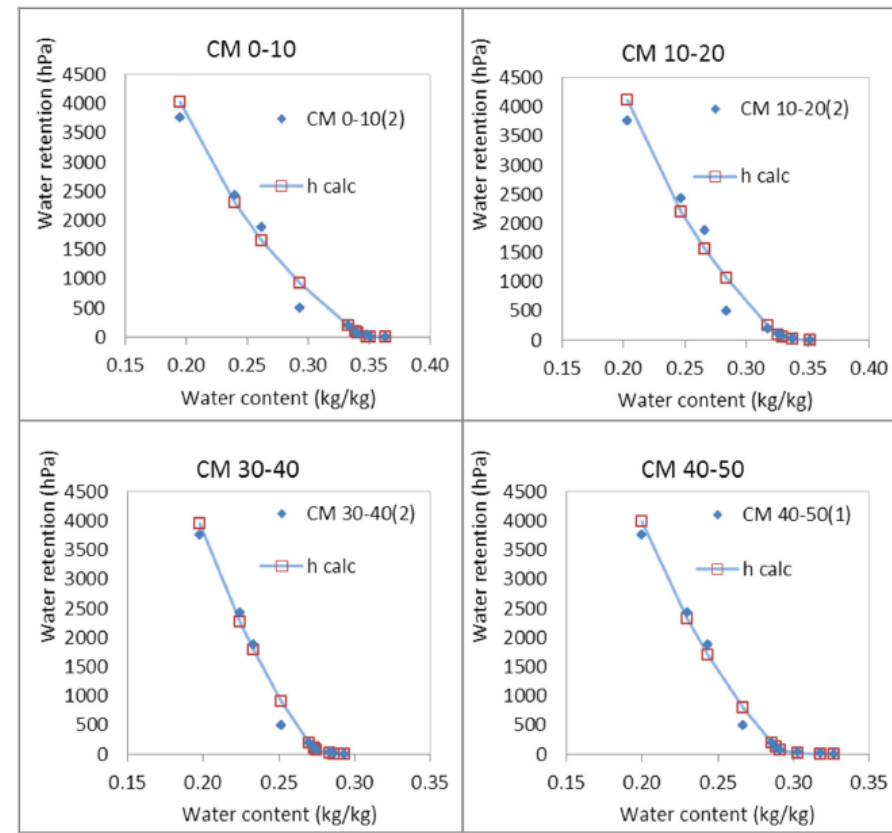 CM 0-10
Water retention (hPa)
4500
4000
3500
3000
2500
2000
1500
1000
500
0
CM 0-10(2)
h calc
0.15 0.20 0.25 0.30 0.35 0.40
Water content (kg/kg)
CM 10-20
Water retention (hPa)
4500
4000
3500
3000
2500
2000
1500
1000
500
0
CM 10-20(2)
h calc
0.15 0.20 0.25 0.30 0.35 0.40
Water content (kg/kg)
CM 30-40
Water retention (hPa)
4500
4000
3500
3000
2500
2000
1500
1000
500
0
CM 30-40(2)
h calc
0.15 0.20 0.25 0.30 0.35
Water content (kg/kg)
CM 40-50
Water retention (hPa)
4500
4000
3500
3000
2500
2000
1500
1000
500
0
CM 40-50(1)
h calc
0.15 0.20 0.25 0.30 0.35
Water content (kg/kg)